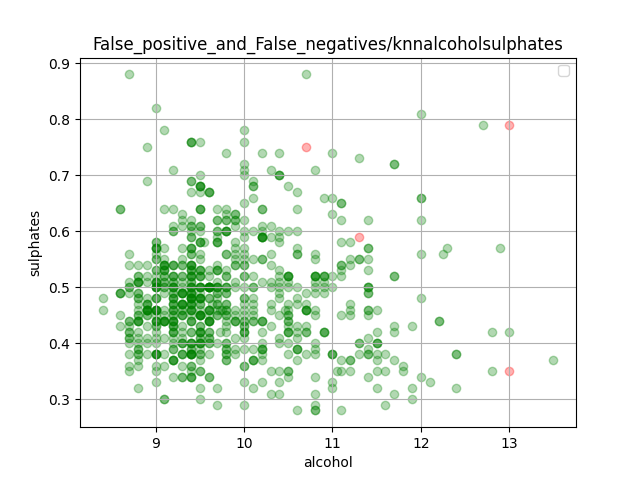 False_positive_and_False_negatives/knnalcoholsulphates
0.9
0.8
0.7
0.6
0.5
0.4
0.3
sulphates
9 10 11 12 13
alcohol